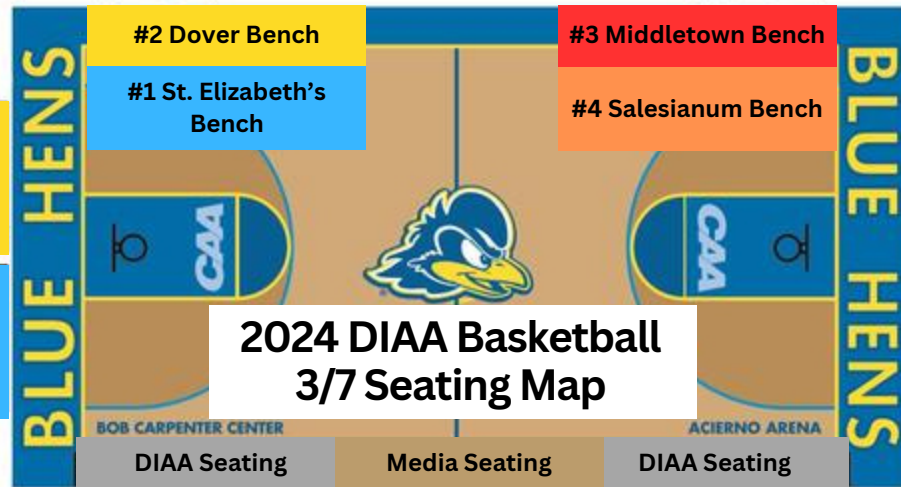 #2 Dover Bench
#3 Middletown Bench
#1 St. Elizabeth’s
Bench
#4 Salesianum Bench
BLUE HENS
BLUE HENS
CAA
CAA
2024 DIAA Basketball
3/7 Seating Map
BOB CARPENTER CENTER
ACIERNO ARENA
DIAA Seating
Media Seating
DIAA Seating